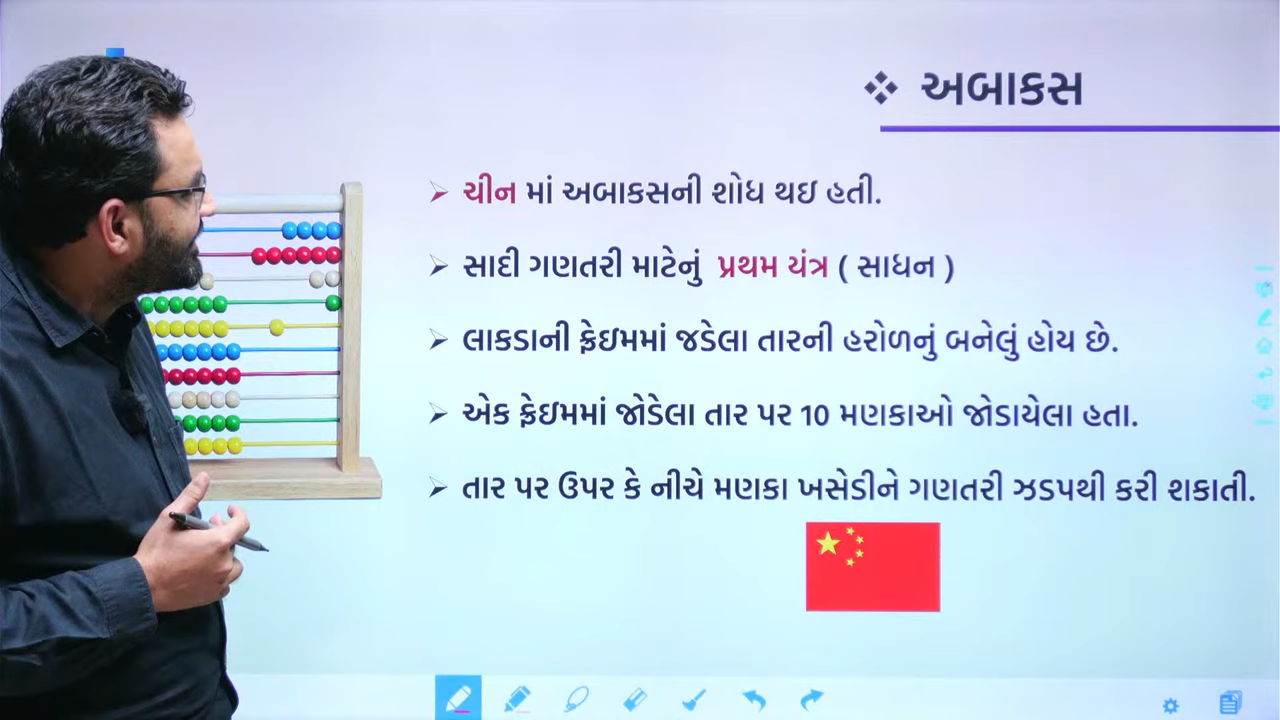 અબાકસ
ચીન માં અબાકસની શોધ થઇ હતી.
સાદી ગણતરી માટેનું પ્રથમ યંત્ર ( સાધન )
લાકડાની ફ્રેઇમમાં જડેલા તારની હરોળનું બનેલું હોય છે.
એક ફ્રેઇમમાં જોડેલા તાર પર 10 મણકાઓ જોડાયેલા હતા.
તાર પર ઉપર કે નીચે મણકા ખસેડીને ગણતરી ઝડપથી કરી શકાતી.